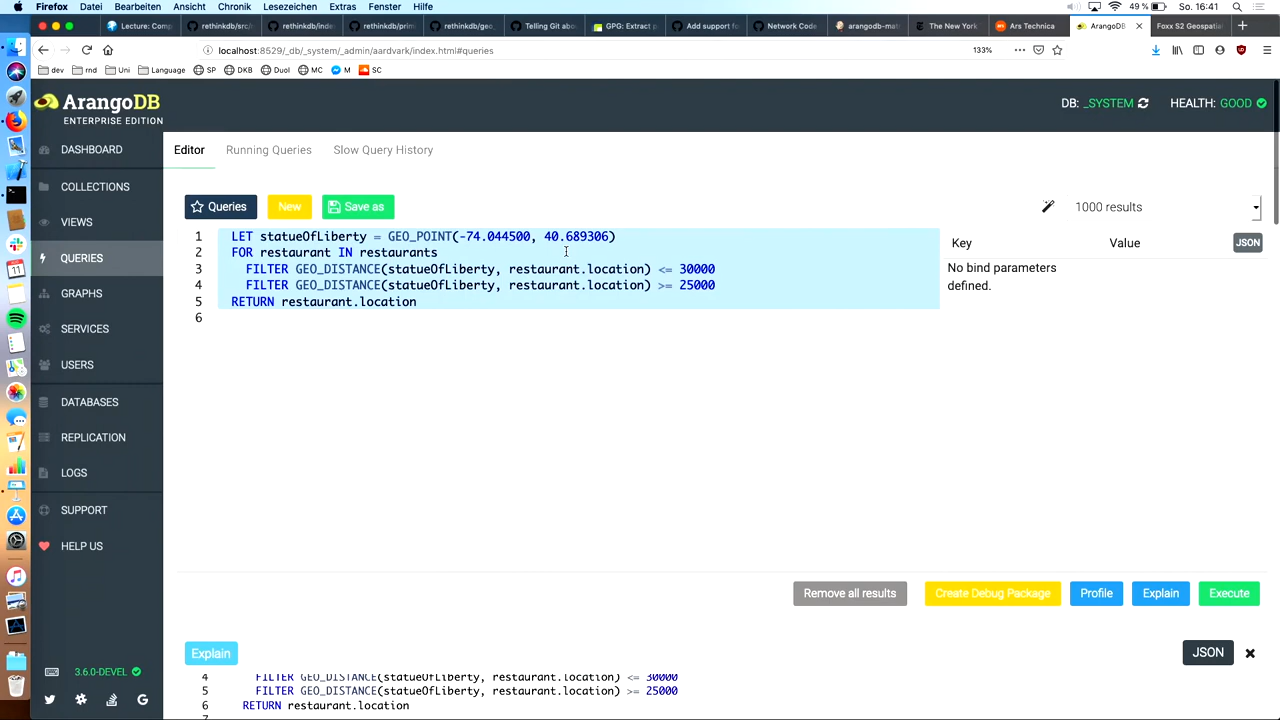 Firefox Datei Bearbeiten Ansicht Chronik Lesezeichen Extras Fenster Hilfe 49 % So. 16:41
Lecture: Comp rethinkdb/src/ rethinkdb/inde rethinkdb/mir rethinkdb/geo_ Telling Git abo GPG: Extract p Add support fo Network Code arangodb-mat The New York Ars Technica ArangoDB Foxx S2 Geospatia
localhost:8529/_db/_system/_admin/aardvark/index.html#queries 133%
dev rnd Uni Language SP DKB Duol MC M SC
ArangoDB
ENTERPRISE EDITION
DB: _SYSTEM HEALTH: GOOD
DASHBOARD
COLLECTIONS
VIEWS
QUERIES
GRAPHS
SERVICES
USERS
DATABASES
REPLICATION
LOGS
SUPPORT
HELP US
3.6.0-DEVEL
Editor Running Queries Slow Query History
Queries New Save as 1000 results
1 LET statueOfLiberty = GEO_POINT(-74.044500, 40.689306)
2 FOR restaurant IN restaurants
3 FILTER GEO_DISTANCE(statueOfLiberty, restaurant.location) <= 30000
4 FILTER GEO_DISTANCE(statueOfLiberty, restaurant.location) >= 25000
5 RETURN restaurant.location
6
Key Value JSON
No bind parameters
defined.
Remove all results Create Debug Package Profile Explain Execute
Explain JSON
4 FILTER GEO_DISTANCE(statueOfLiberty, restaurant.location) <= 30000
5 FILTER GEO_DISTANCE(statueOfLiberty, restaurant.location) >= 25000
6 RETURN restaurant.location